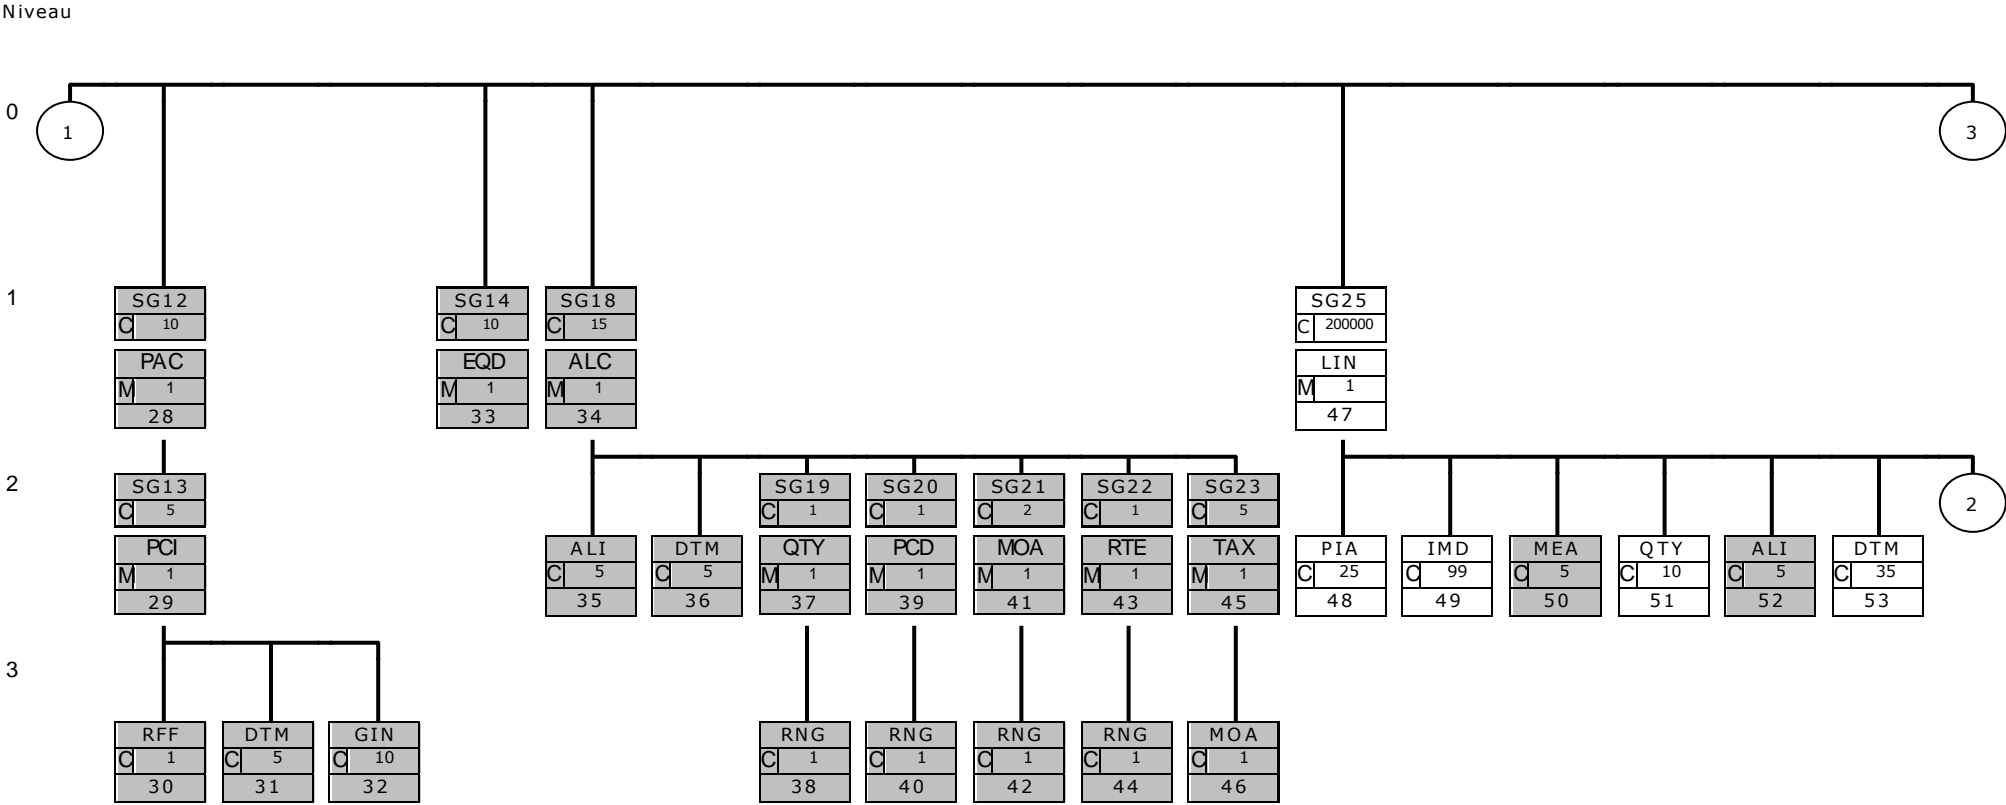 Niveau
0
1
3
1
SG12
C 10
PAC
M 1
28
SG14
C 10
EQD
M 1
33
SG18
C 15
ALC
M 1
34
SG25
C 200000
LIN
M 1
47
2
SG13
C 5
PCI
M 1
29
ALI
C 5
35
DTM
C 5
36
SG19
C 1
QTY
M 1
37
SG20
C 1
PCD
M 1
39
SG21
C 2
MOA
M 1
41
SG22
C 1
RTE
M 1
43
SG23
C 5
TAX
M 1
45
PIA
C 25
48
IMD
C 99
49
MEA
C 5
50
QTY
C 10
51
ALI
C 5
52
DTM
C 35
53
2
3
RFF
C 1
30
DTM
C 5
31
GIN
C 10
32
RNG
C 1
38
RNG
C 1
40
RNG
C 1
42
RNG
C 1
44
MOA
C 1
46